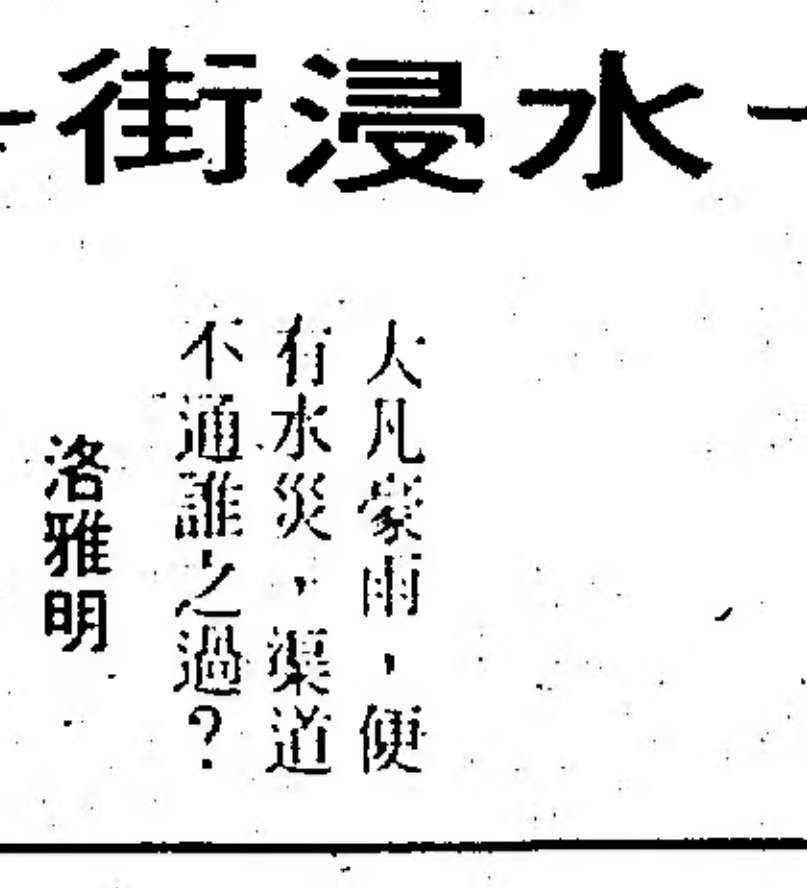 水浸街
大凡豪雨，便
有水災，渠道
不通誰之過？
洛雅明